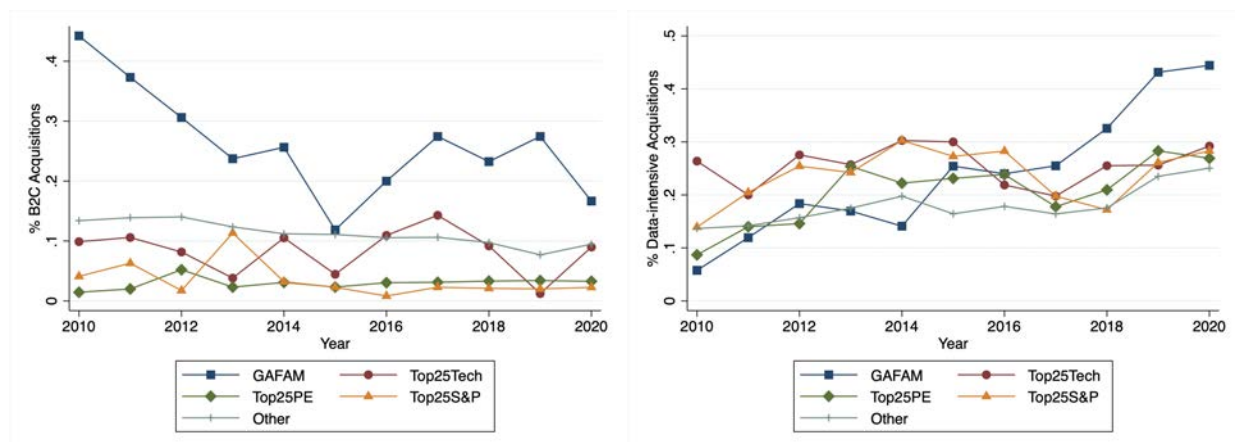 % B2C Acquisitions
.4
.3
.2
.1
0
2010 2012 2014 2016 2018 2020
Year
GAFAM Top25Tech
Top25PE Top25S&P
Other
% Data-intensive Acquisitions
.5
.4
.3
.2
.1
0
2010 2012 2014 2016 2018 2020
Year
GAFAM Top25Tech
Top25PE Top25S&P
Other